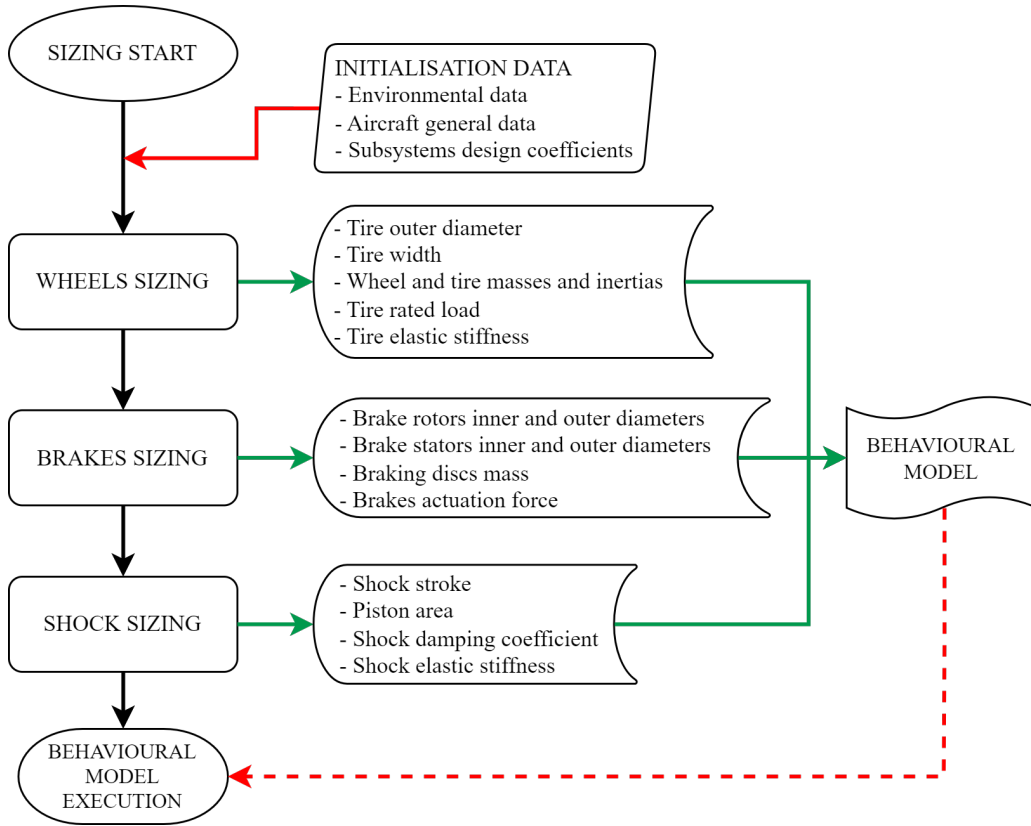 SIZING START
INITIALISATION DATA
- Environmental data
- Aircraft general data
- Subsystems design coefficients
WHEELS SIZING
- Tire outer diameter
- Tire width
- Wheel and tire masses and inertias
- Tire rated load
- Tire elastic stiffness
BRAKES SIZING
- Brake rotors inner and outer diameters
- Brake stators inner and outer diameters
- Braking discs mass
- Brakes actuation force
BEHAVIOURAL
MODEL
SHOCK SIZING
- Shock stroke
- Piston area
- Shock damping coefficient
- Shock elastic stiffness
BEHAVIOURAL
MODEL
EXECUTION